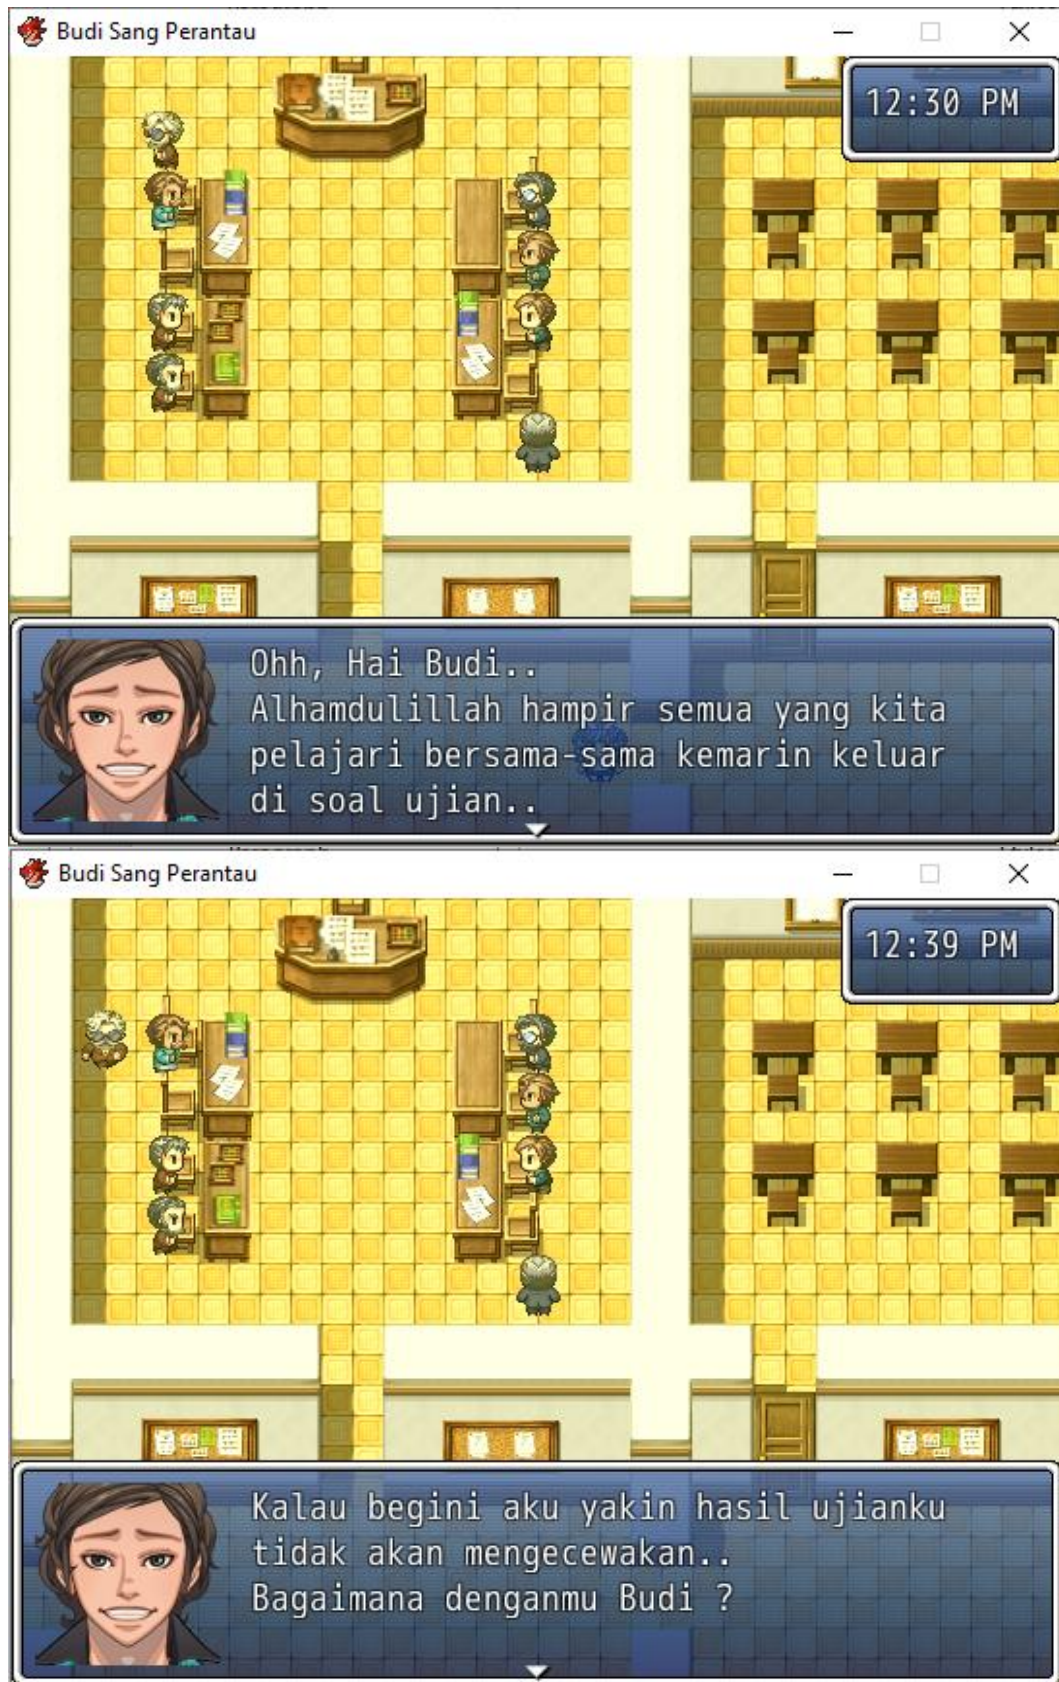 Budi Sang Perantau
12:30 PM
Ohh, Hai Budi..
Alhamdulillah hampir semua yang kita
pelajari bersama-sama kemarin keluar
di soal ujian..
Budi Sang Perantau
12:39 PM
Kalau begini aku yakin hasil ujianku
tidak akan mengecewakan..
Bagaimana denganmu Budi ?